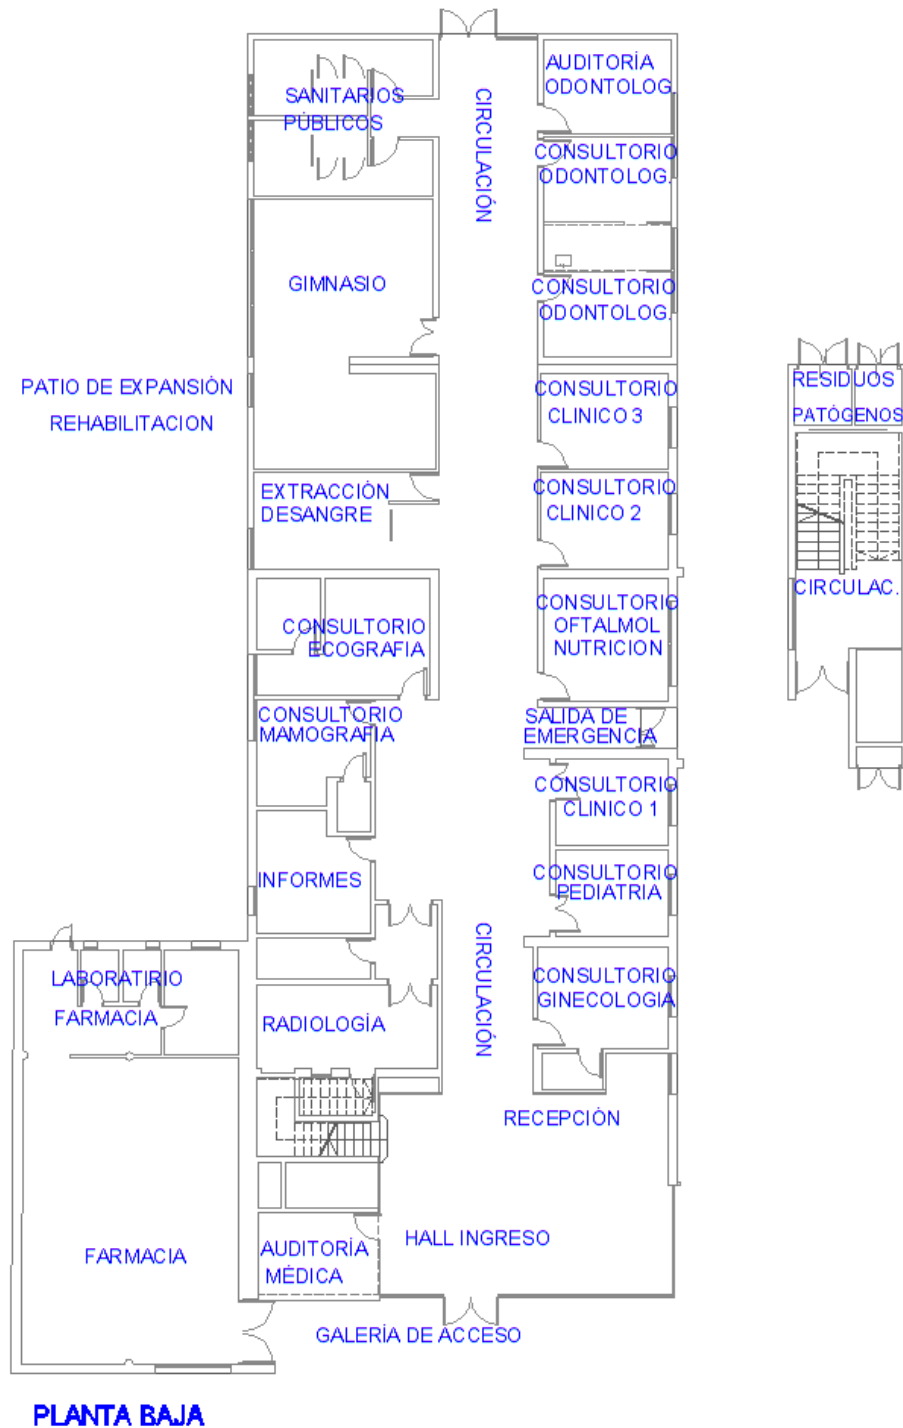 AUDITORÍA
ODONTOLOG.
SANITARIOS
PÚBLICOS
CIRCULACIÓN
CONSULTORIO
ODONTOLOG.
GIMNASIO
CONSULTORIO
ODONTOLOG.
PATIO DE EXPANSIÓN
REHABILITACION
CONSULTORIO
CLINICO 3
RESIDUOS
PATÓGENOS
EXTRACCIÓN
DESANGRE
CONSULTORIO
CLINICO 2
CIRCULAC.
CONSULTORIO
ECOGRAFIA
CONSULTORIO
OFTALMOL
NUTRICION
CONSULTORIO
MAMOGRAFIA
SALIDA DE
EMERGENCIA
CONSULTORIO
CLINICO 1
INFORMES
CONSULTORIO
PEDIATRIA
CIRCULACIÓN
LABORATIRIO
FARMACIA
CONSULTORIO
GINECOLOGIA
RADIOLOGÍA
RECEPCIÓN
FARMACIA
AUDITORÍA
MÉDICA
HALL INGRESO
GALERÍA DE ACCESO
PLANTA BAJA